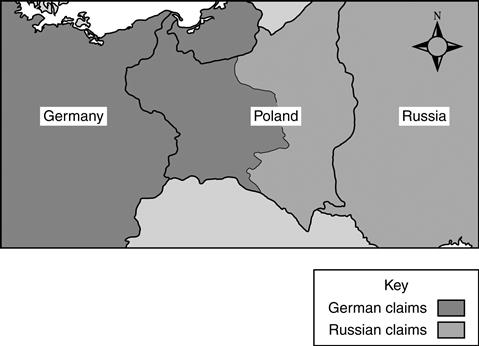 N
Germany
Poland
Russia
Key
German claims
Russian claims